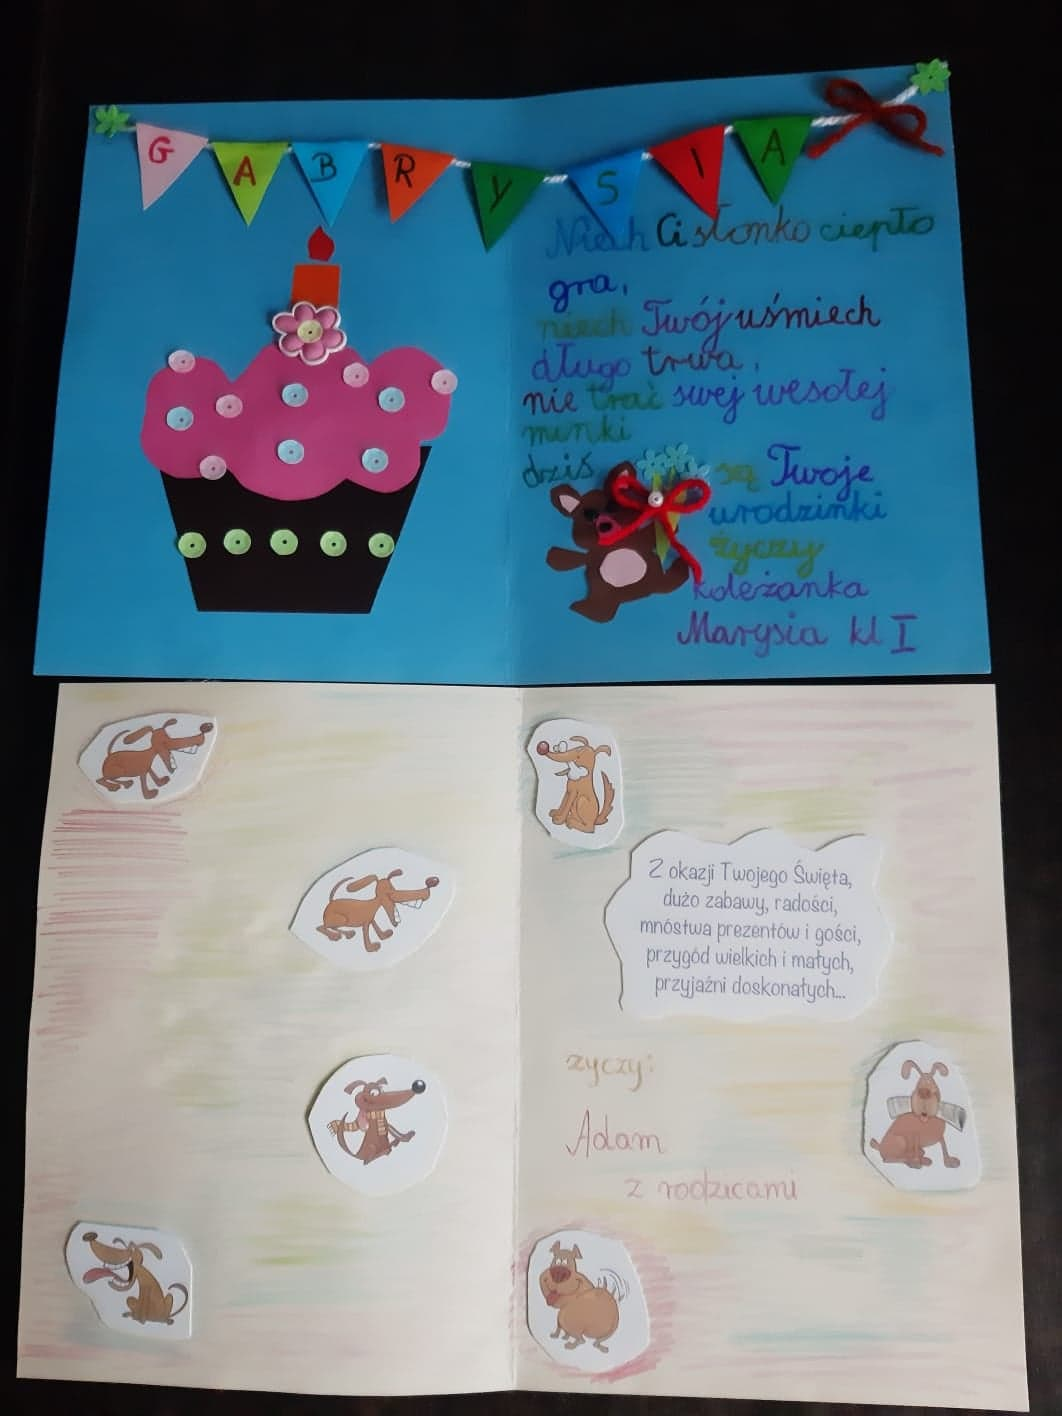 GABRYSIA
Niech Ci słonko ciepło
gra,
niech Twój uśmiech
długo trwa,
nie trać swej wesołej
minki
dziś są Twoje
urodzinki
życzy
koleżanka
Marysia kl I
Z okazji Twojego Święta,
dużo zabawy, radości,
mnóstwa prezentów i gości,
przygód wielkich i małych,
przyjaźni doskonałych...
życzy:
Adam
z rodzicami